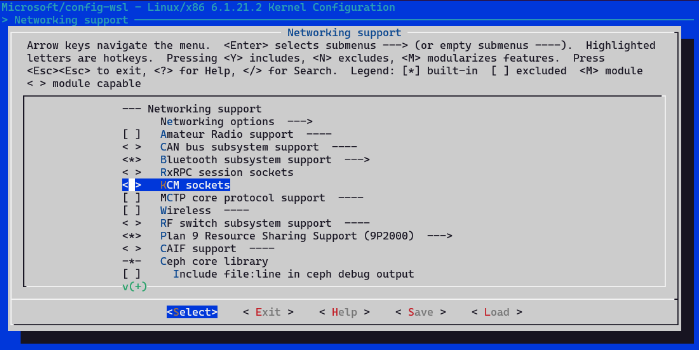 Microsoft/config-wsl - Linux/x86 6.1.21.2 Kernel Configuration
> Networking support
Networking support
Arrow keys navigate the menu.  <Enter> selects submenus ---> (or empty submenus ----).  Highlighted
letters are hotkeys.  Pressing <Y> includes, <N> excludes, <M> modularizes features.  Press
<Esc><Esc> to exit, <?> for Help, </> for Search.  Legend: [*] built-in  [ ] excluded  <M> module
< > module capable
--- Networking support
Networking options  --->
[ ]   Amateur Radio support  ----
< >   CAN bus subsystem support  ----
<*>   Bluetooth subsystem support  --->
< >   RxRPC session sockets
< >   KCM sockets
[ ]   MCTP core protocol support  ----
[ ]   Wireless  ----
< >   RF switch subsystem support  ----
<*>   Plan 9 Resource Sharing Support (9P2000)  --->
< >   CAIF support  ----
-*-   Ceph core library
[ ]     Include file:line in ceph debug output
v(+)
<Select>    < Exit >    < Help >    < Save >    < Load >